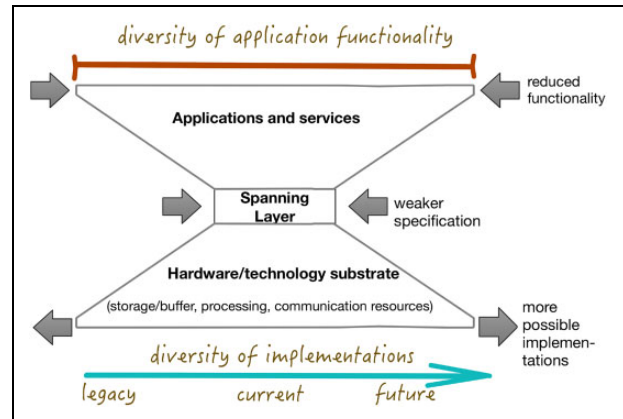 diversity of application functionality
reduced
functionality
Applications and services
Spanning
Layer
weaker
specification
Hardware/technology substrate
(storage/buffer, processing, communication resources)
more
possible
implemen-
tations
diversity of implementations
legacy current future